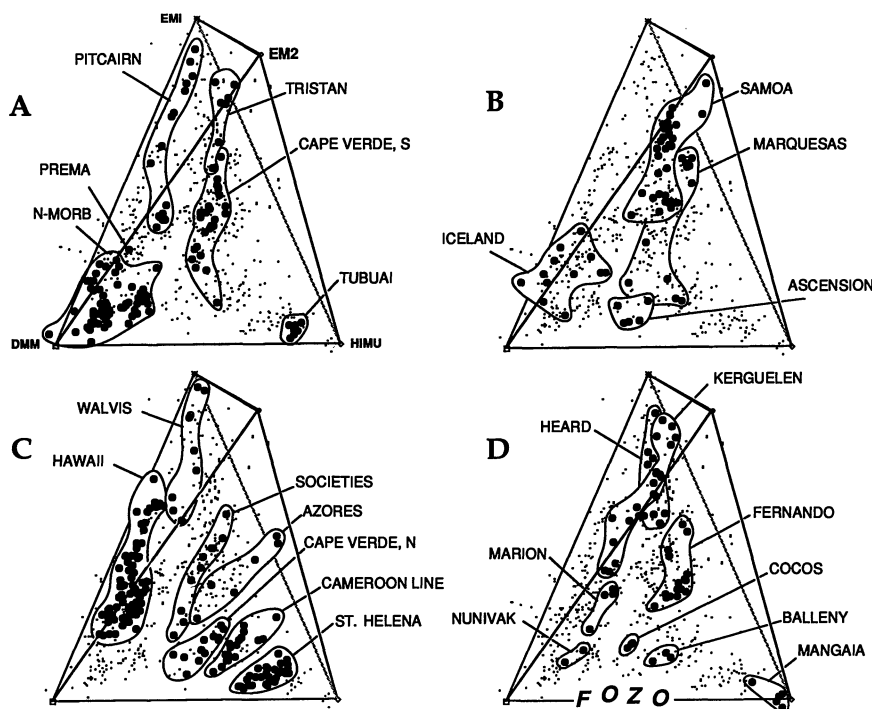 EMI
EM2
PITCAIRN
TRISTAN
A
CAPE VERDE, S
PREMA
N-MORB
TUBUAI
DMM
HIMU
B
SAMOA
MARQUESAS
ICELAND
ASCENSION
WALVIS
C
HAWAII
SOCIETIES
AZORES
CAPE VERDE, N
CAMEROON LINE
ST. HELENA
KERGUELEN
HEARD
D
FERNANDO
MARION
COCOS
NUNIVAK
BALLENY
MANGAIA
FOZO